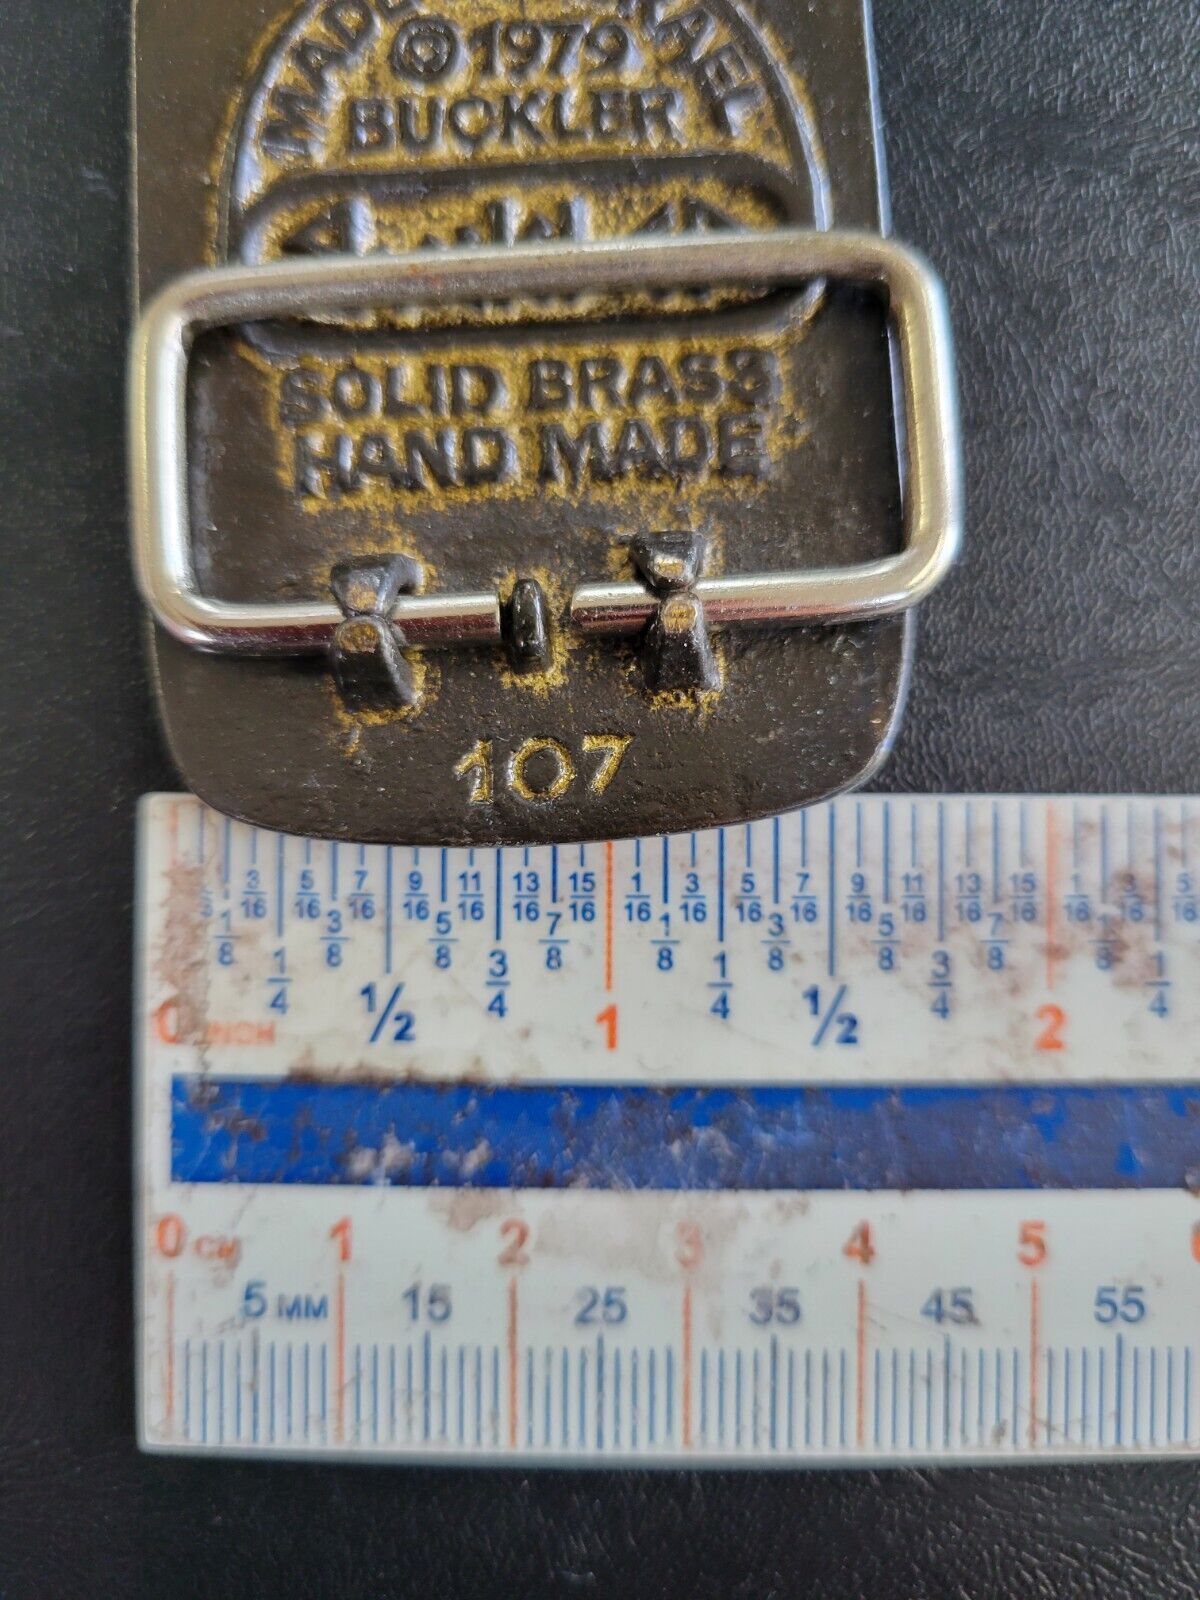 MADE
© 1979
BUCKLER
SOLID BRASS
HAND MADE
107
1/8 3/16 1/4 5/16 3/8 7/16 1/2 9/16 5/8 11/16 3/4 13/16 7/8 15/16 1 1/16 1/8 3/16 1/4 5/16 3/8 7/16 1/2 9/16 5/8 11/16 3/4 13/16 7/8 15/16 2 1/16 1/8 3/16 1/4
0 INCH
0 CM 1 2 3 4 5
5 MM 15 25 35 45 55